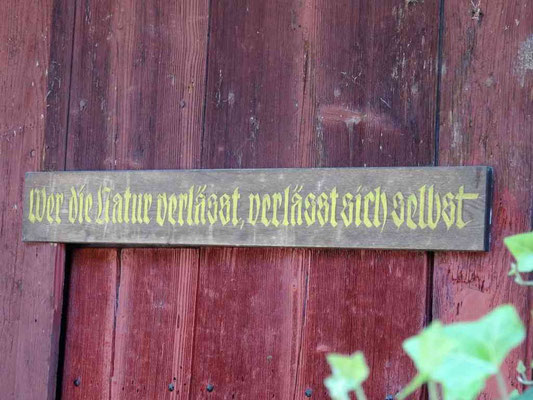 Wer die Natur verlässt, verlässt sich selbst